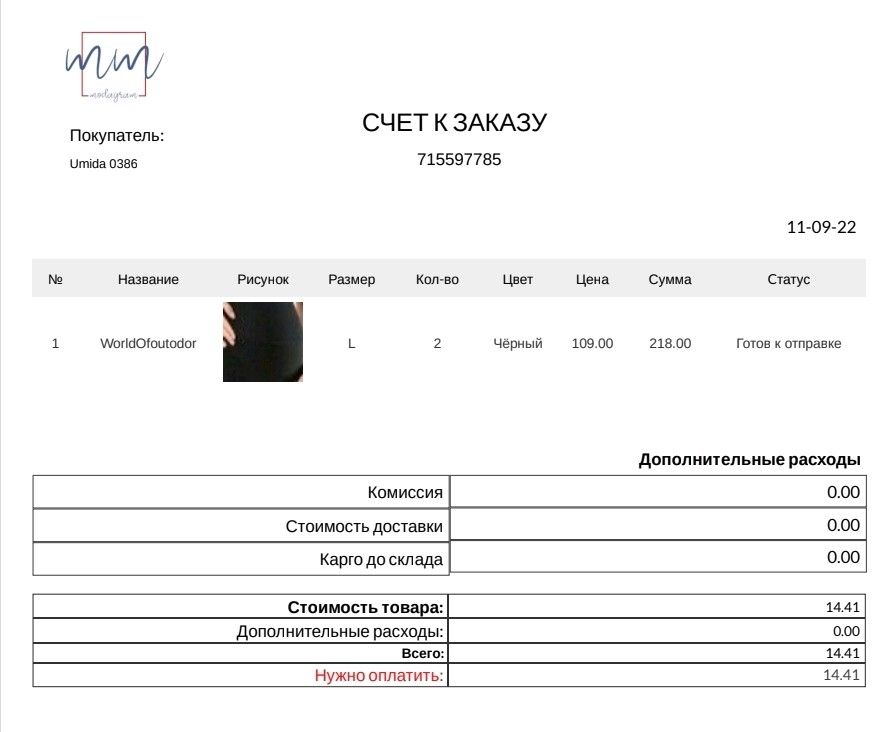 mm
modagram
СЧЕТ К ЗАКАЗУ
Покупатель:
715597785
Umida 0386
11-09-22
№ Название Рисунок Размер Кол-во Цвет Цена Сумма Статус
1 WorldOfoutodor L 2 Чёрный 109.00 218.00 Готов к отправке
Дополнительные расходы
Комиссия 0.00
Стоимость доставки 0.00
Карго до склада 0.00
Стоимость товара: 14.41
Дополнительные расходы: 0.00
Всего: 14.41
Нужно оплатить: 14.41